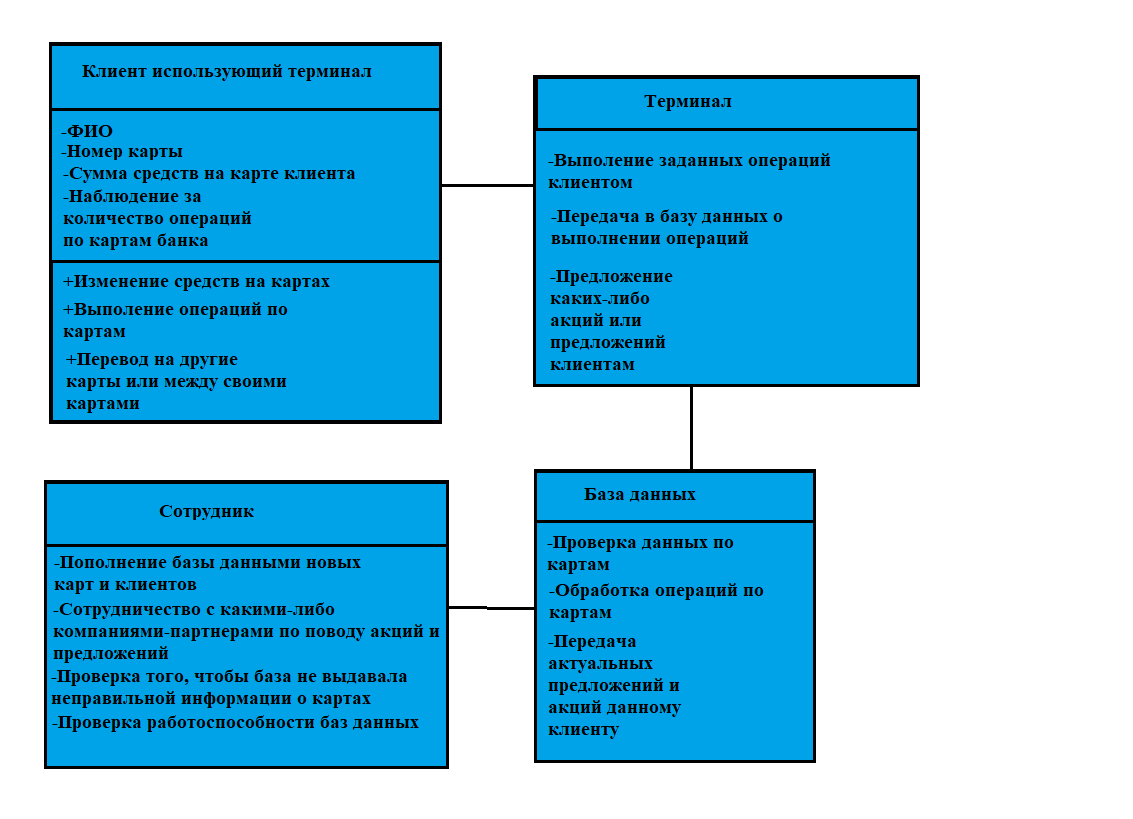 Клиент использующий терминал
-ФИО
-Номер карты
-Сумма средств на карте клиента
-Наблюдение за
количество операций
по картам банка
+Изменение средств на картах
+Выполение операций по
картам
+Перевод на другие
карты или между своими
картами
Терминал
-Выполение заданных операций
клиентом
-Передача в базу данных о
выполнении операций
-Предложение
каких-либо
акций или
предложений
клиентам
Сотрудник
-Пополнение базы данными новых
карт и клиентов
-Сотрудничество с какими-либо
компаниями-партнерами по поводу акций и
предложений
-Проверка того, чтобы база не выдавала
неправильной информации о картах
-Проверка работоспособности баз данных
База данных
-Проверка данных по
картам
-Обработка операций по
картам
-Передача
актуальных
предложений и
акций данному
клиенту